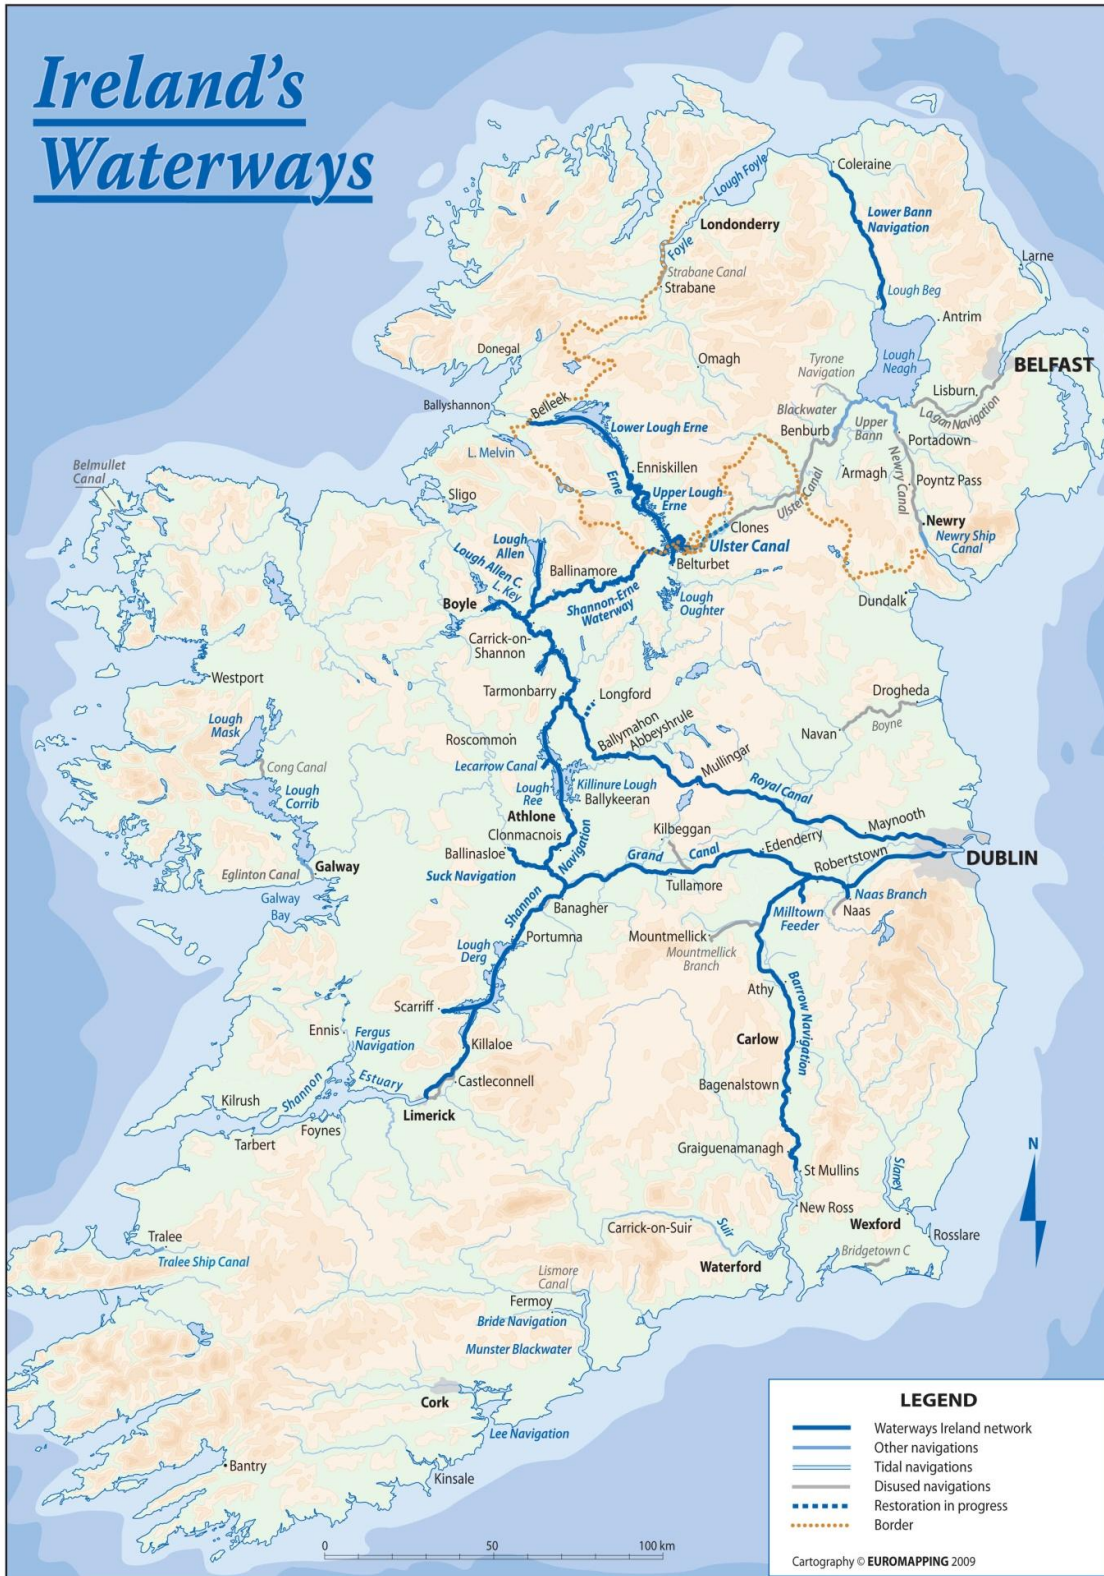 Ireland's
Waterways
Coleraine
Lough Foyle
Lower Bann
Navigation
Londonderry
Foyle
Larne
Strabane Canal
Strabane
Lough Beg
Antrim
Donegal
Omagh
Tyrone
Navigation
Lough
Neagh
BELFAST
Lisburn
Lagan Navigation
Ballyshannon
Belleek
Blackwater
Benburb
Upper
Bann
Portadown
Lower Lough Erne
L. Melvin
Enniskillen
Erne
Newry Canal
Armagh
Poyntz Pass
Belmullet
Canal
Sligo
Upper Lough
Erne
Ulster Canal
Newry
Newry Ship
Canal
Clones
Ulster Canal
Lough
Allen
Lough Allen C.
L. Key
Ballinamore
Belturbet
Shannon-Erne
Waterway
Lough
Oughter
Boyle
Dundalk
Carrick-on-
Shannon
Westport
Tarmonbarry
Longford
Drogheda
Boyne
Navan
Lough
Mask
Roscommon
Ballymahon
Abbeyshrule
Cong Canal
Lecarrow Canal
Mullingar
Lough
Corrib
Lough
Ree
Killinure Lough
Ballykeeran
Royal Canal
Athlone
Maynooth
Clonmacnois
Kilbeggan
Edenderry
Ballinasloe
Navigation
Grand
Canal
Robertstown
DUBLIN
Galway
Eglinton Canal
Suck Navigation
Tullamore
Naas Branch
Galway
Bay
Shannon
Banagher
Milltown
Feeder
Naas
Portumna
Mountmellick
Mountmellick
Branch
Lough
Derg
Scarriff
Athy
Barrow Navigation
Ennis
Fergus
Navigation
Killaloe
Carlow
Castleconnell
Shannon
Estuary
Bagenalstown
Kilrush
Limerick
Foynes
Tarbert
Graiguenamanagh
St Mullins
N
Slaney
New Ross
Carrick-on-Suir
Suir
Wexford
Rosslare
Tralee
Tralee Ship Canal
Waterford
Bridgetown C
Lismore
Canal
Fermoy
Bride Navigation
Munster Blackwater
Cork
Lee Navigation
Bantry
Kinsale
LEGEND
Waterways Ireland network
Other navigations
Tidal navigations
Disused navigations
Restoration in progress
Border
0 50 100 km
Cartography © EUROMAPPING 2009